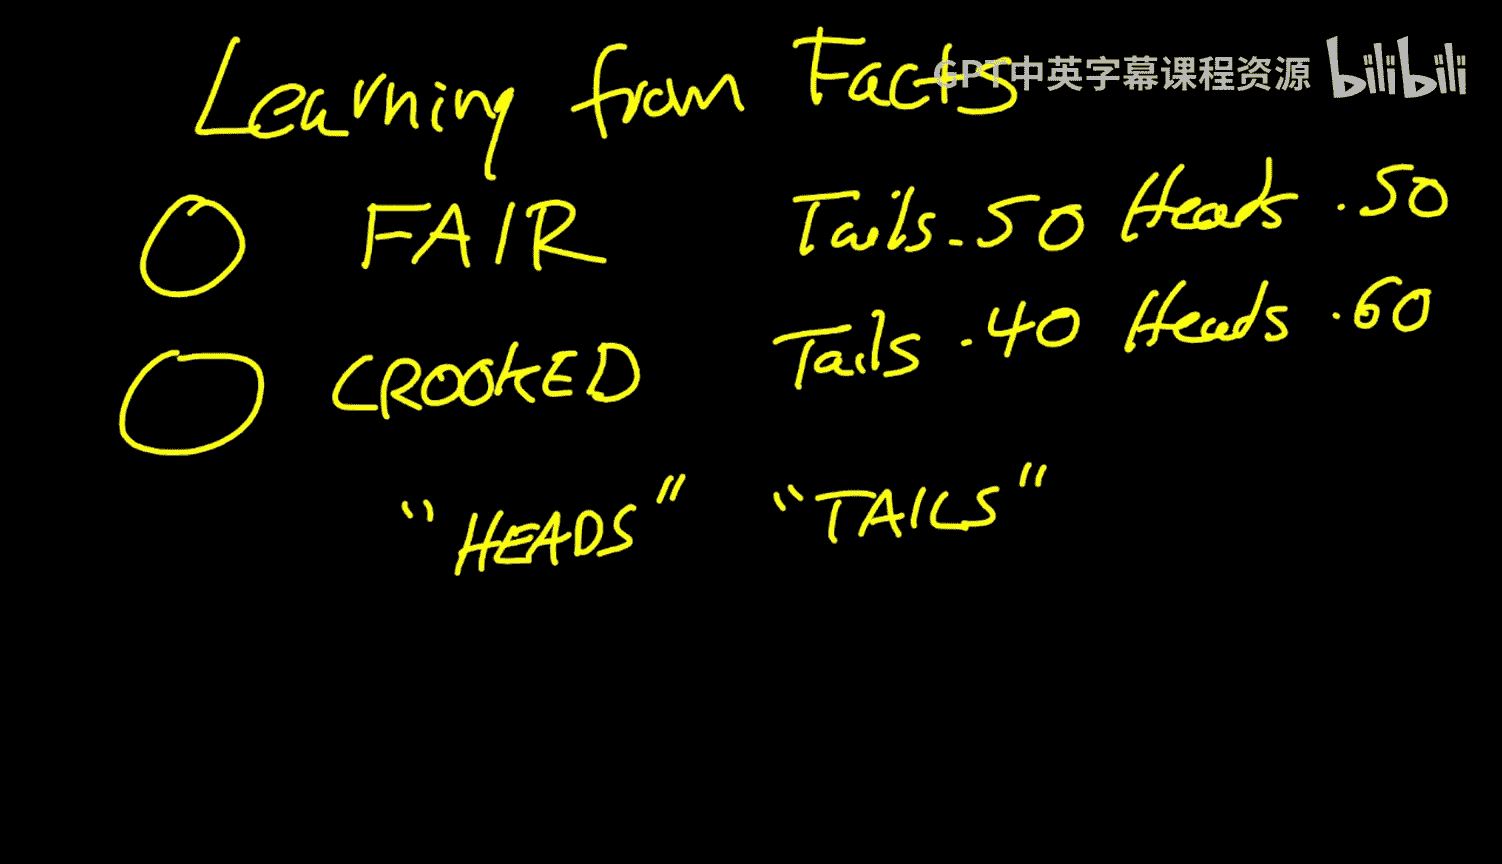 Learning from Facts
GPT中英字幕课程资源 bilibili
FAIR Tails .50 Heads .50
CROOKED Tails .40 Heads .60
"HEADS" "TAILS"